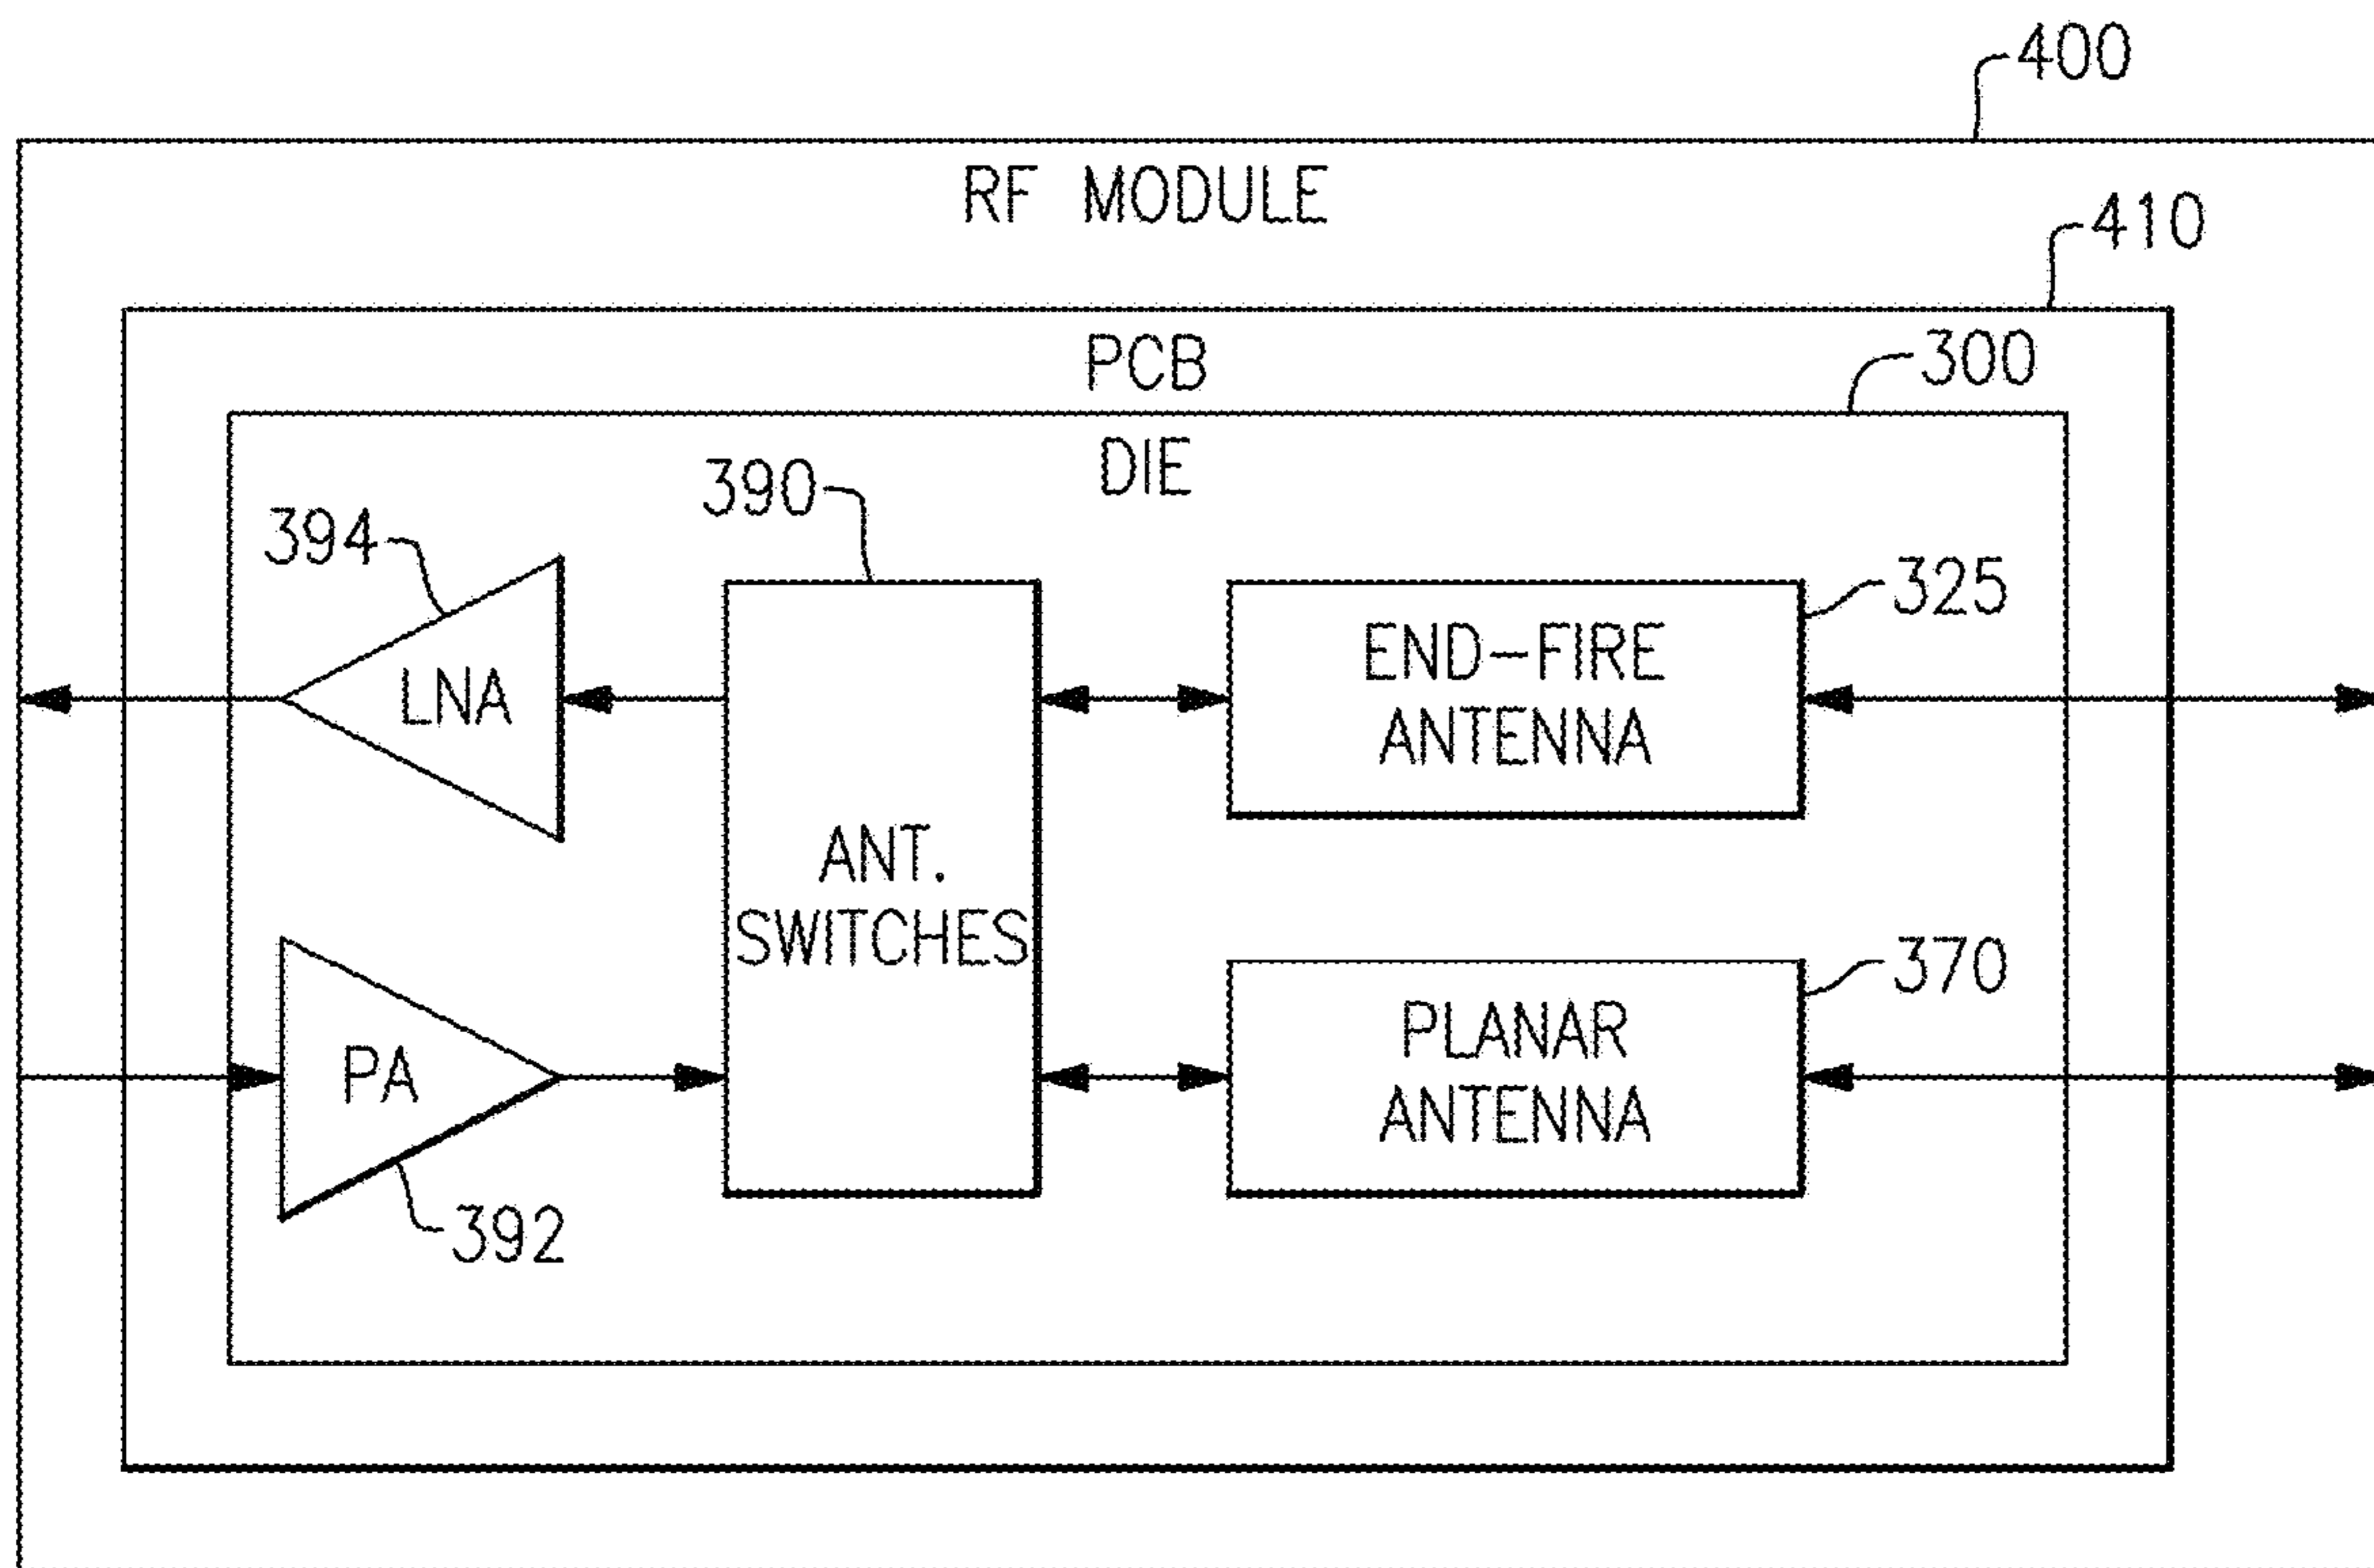 400
RF MODULE
410
PCB
300
DIE
390
394
325
LNA
END-FIRE
ANTENNA
ANT.
SWITCHES
370
PA
PLANAR
ANTENNA
392